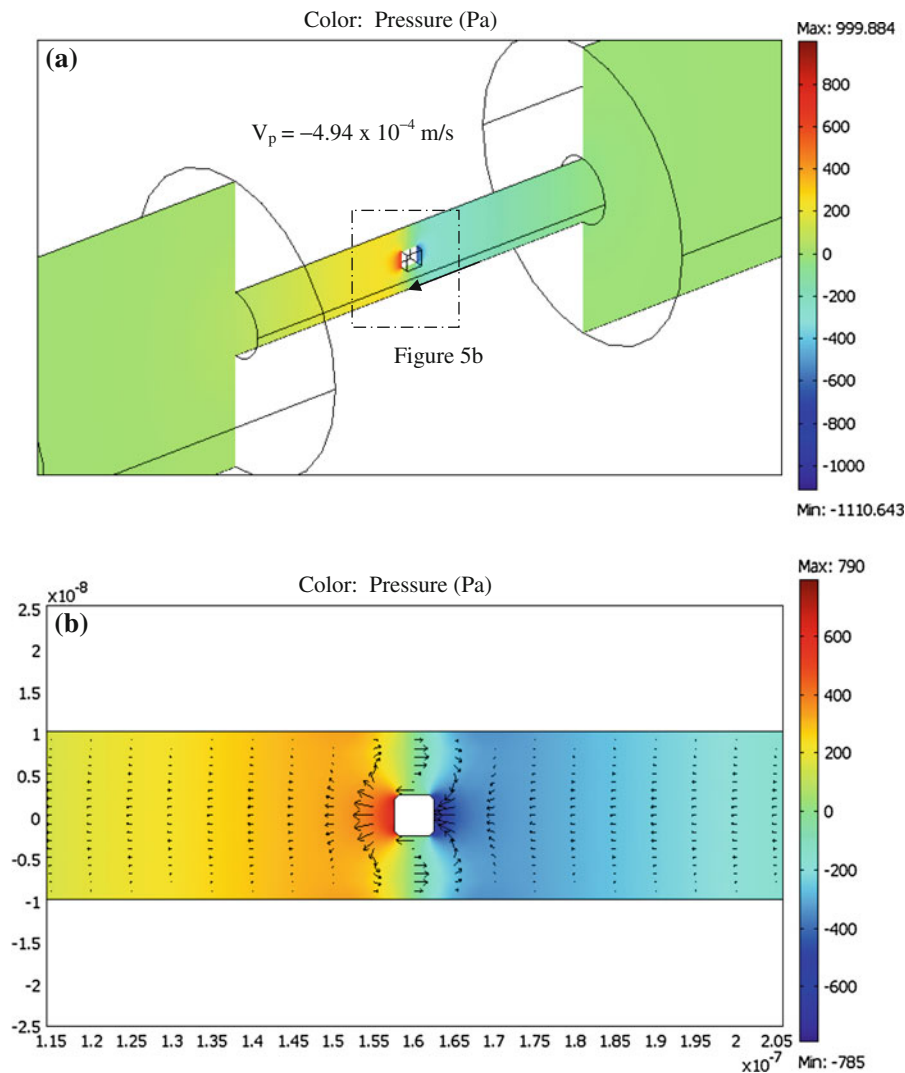 Color: Pressure (Pa)
(a)
V_p = −4.94 x 10^−4 m/s
Figure 5b
Max: 999.884
800
600
400
200
0
-200
-400
-600
-800
-1000
Min: -1110.643
Color: Pressure (Pa)
(b)
x10^-8
2.5
2
1.5
1
0.5
0
-0.5
-1
-1.5
-2
-2.5
1.15 1.2 1.25 1.3 1.35 1.4 1.45 1.5 1.55 1.6 1.65 1.7 1.75 1.8 1.85 1.9 1.95 2 2.05
x10^-7
Max: 790
600
400
200
0
-200
-400
-600
Min: -785